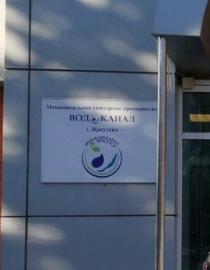 Муниципальное унитарное предприятие
ВОДОКАНАЛ
г. Иркутска